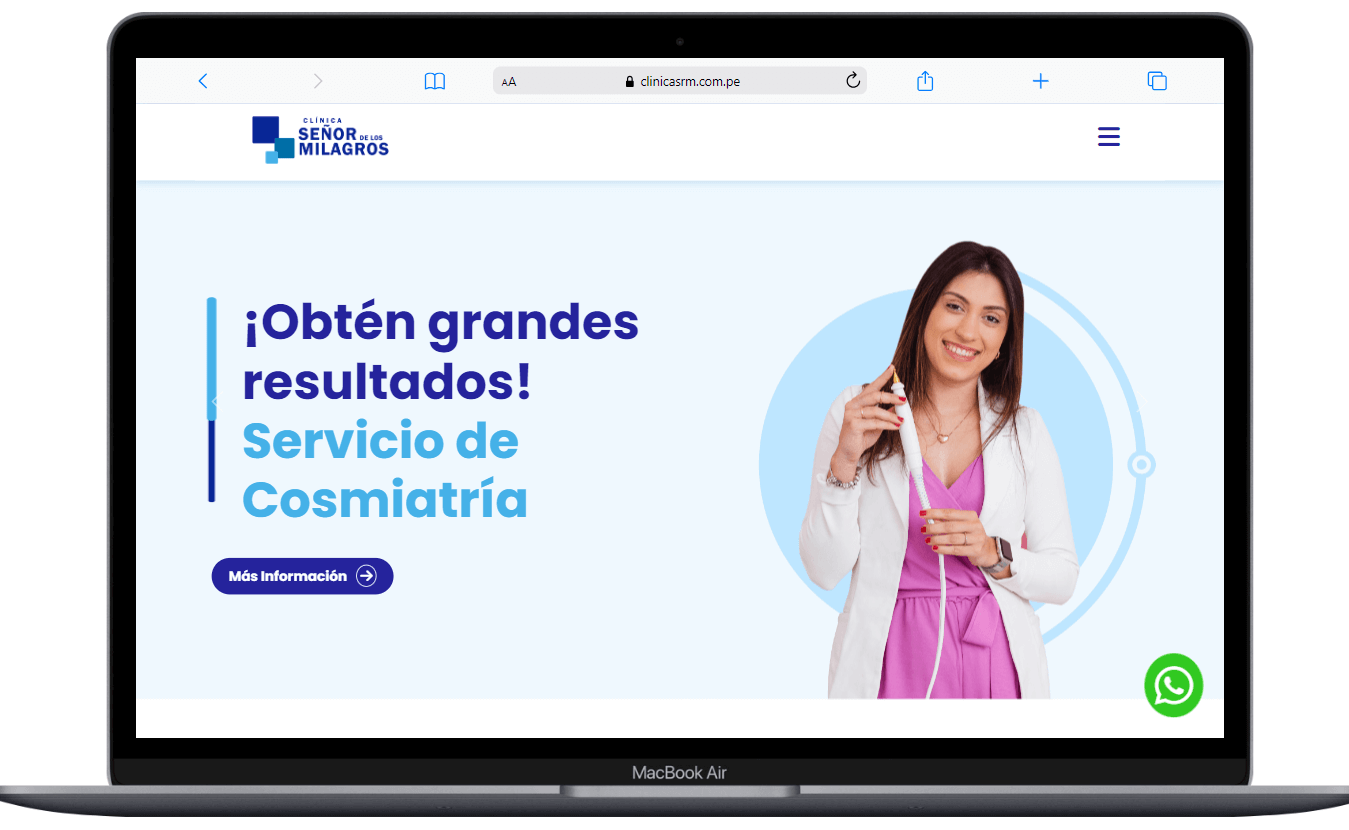 AA clinicasrm.com.pe
CLÍNICA
SEÑOR DE LOS
MILAGROS
¡Obtén grandes
resultados!
Servicio de
Cosmiatría
Más Información
MacBook Air